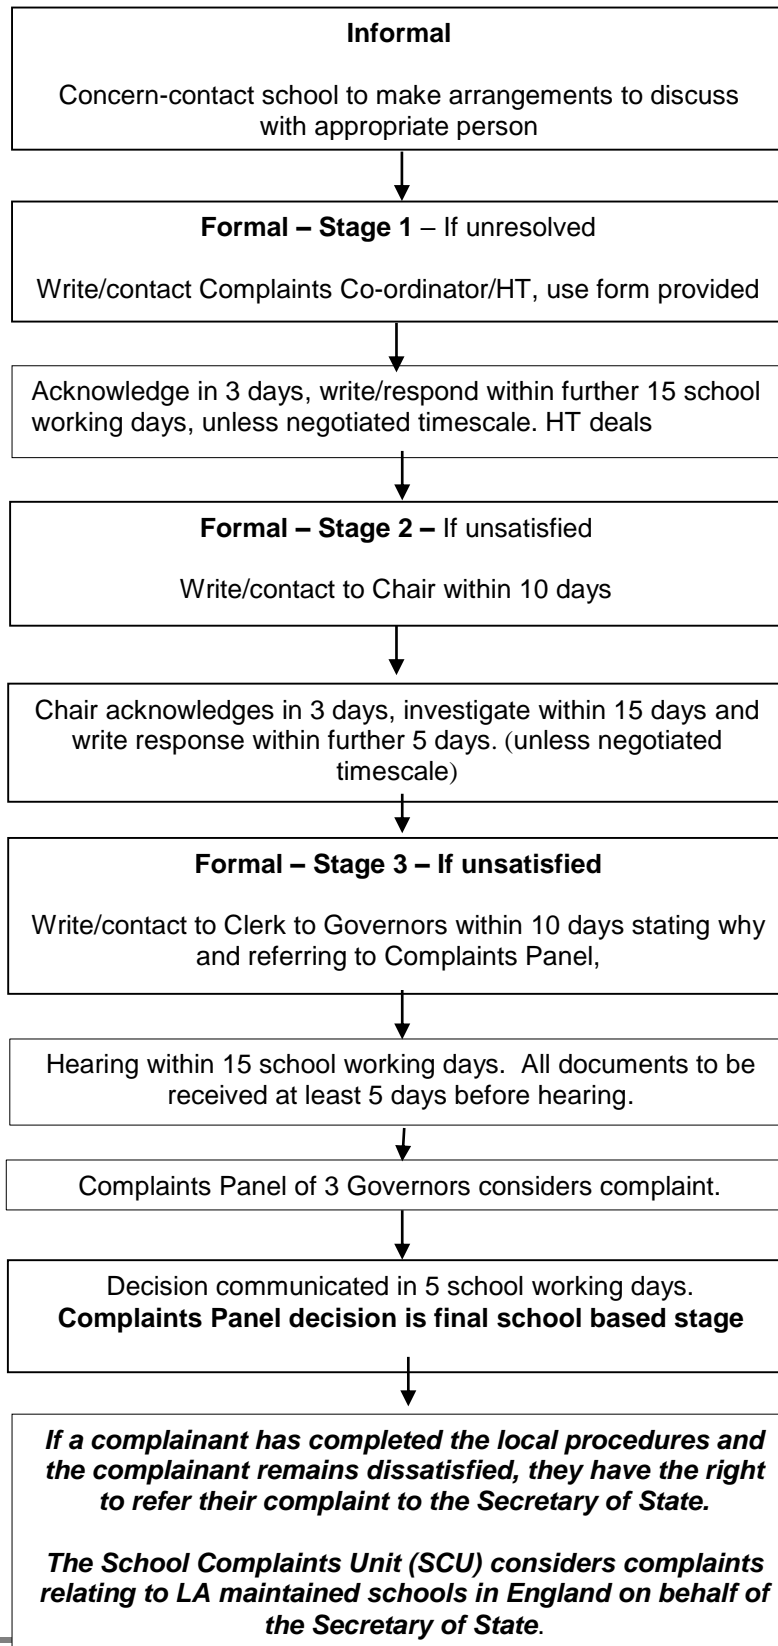 Informal
Concern-contact school to make arrangements to discuss
with appropriate person
Formal – Stage 1 – If unresolved
Write/contact Complaints Co-ordinator/HT, use form provided
Acknowledge in 3 days, write/respond within further 15 school
working days, unless negotiated timescale. HT deals
Formal – Stage 2 – If unsatisfied
Write/contact to Chair within 10 days
Chair acknowledges in 3 days, investigate within 15 days and
write response within further 5 days. (unless negotiated
timescale)
Formal – Stage 3 – If unsatisfied
Write/contact to Clerk to Governors within 10 days stating why
and referring to Complaints Panel,
Hearing within 15 school working days.  All documents to be
received at least 5 days before hearing.
Complaints Panel of 3 Governors considers complaint.
Decision communicated in 5 school working days.
Complaints Panel decision is final school based stage
If a complainant has completed the local procedures and
the complainant remains dissatisfied, they have the right
to refer their complaint to the Secretary of State.
The School Complaints Unit (SCU) considers complaints
relating to LA maintained schools in England on behalf of
the Secretary of State.